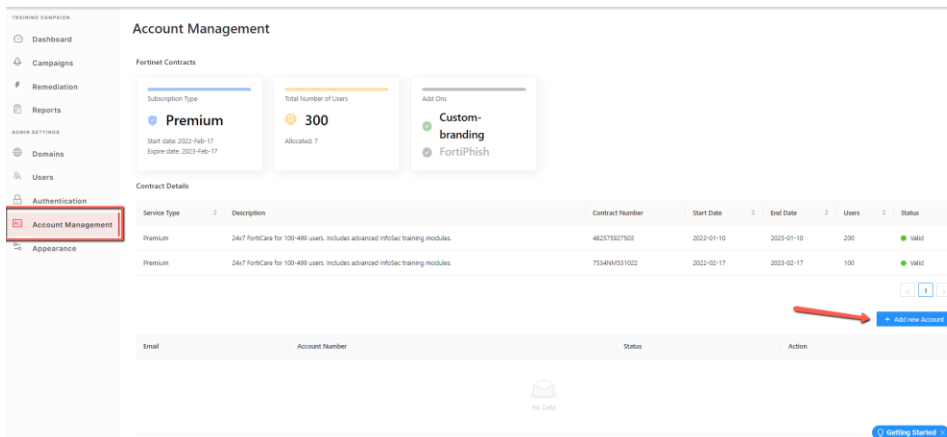 TRAINING CAMPAIGN
Dashboard
Campaigns
Remediation
Reports
ADMIN SETTINGS
Domains
Users
Authentication
Account Management
Appearance
Account Management
Fortinet Contracts
Subscription Type
Premium
Start date: 2022-Feb-17
Expire date: 2023-Feb-17
Total Number of Users
300
Allocated: 7
Add Ons
Custom-
branding
FortiPhish
Contract Details
Service Type Description Contract Number Start Date End Date Users Status
Premium 24x7 FortiCare for 100-499 users. Includes advanced InfoSec training modules. 482575927503 2022-01-10 2023-01-10 200 Valid
Premium 24x7 FortiCare for 100-499 users. Includes advanced InfoSec training modules. 7534NM531022 2022-02-17 2023-02-17 100 Valid
< 1 >
+ Add new Account
Email Account Number Status Action
No Data
Getting Started ×